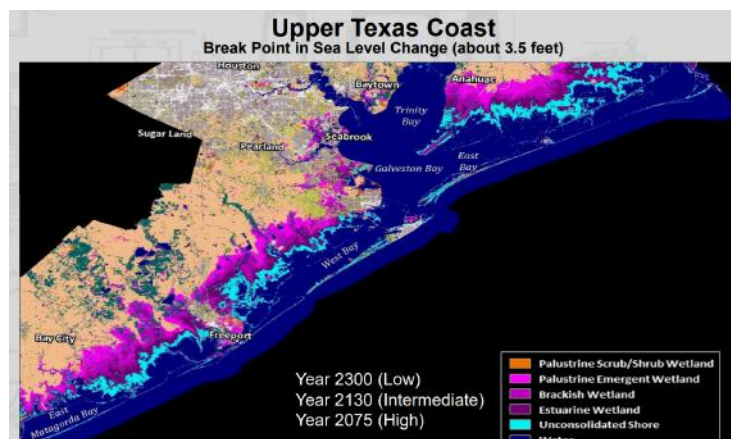 Upper Texas Coast
Break Point in Sea Level Change (about 3.5 feet)
Houston
Baytown
Anahuac
Trinity
Bay
Sugar Land
Pearland
Seabrook
Galveston Bay
East
Bay
West Bay
Bay City
Freeport
East
Matagorda Bay
Year 2300 (Low)
Year 2130 (Intermediate)
Year 2075 (High)
Palustrine Scrub/Shrub Wetland
Palustrine Emergent Wetland
Brackish Wetland
Estuarine Wetland
Unconsolidated Shore
Water